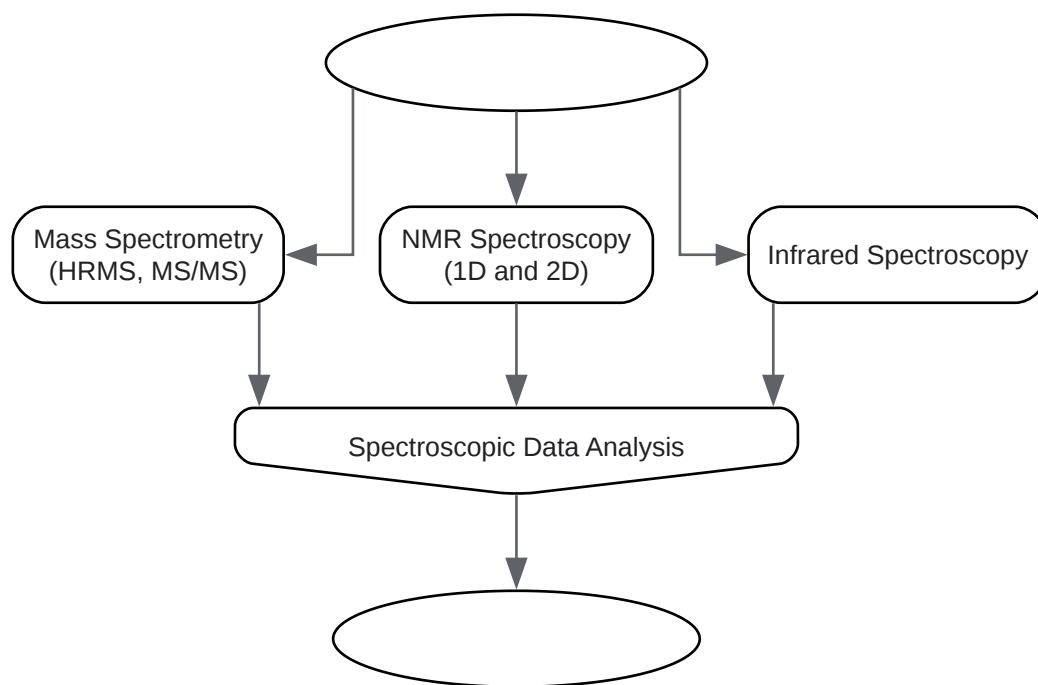 Mass Spectrometry
(HRMS, MS/MS)
NMR Spectroscopy
(1D and 2D)
Infrared Spectroscopy
Spectroscopic Data Analysis